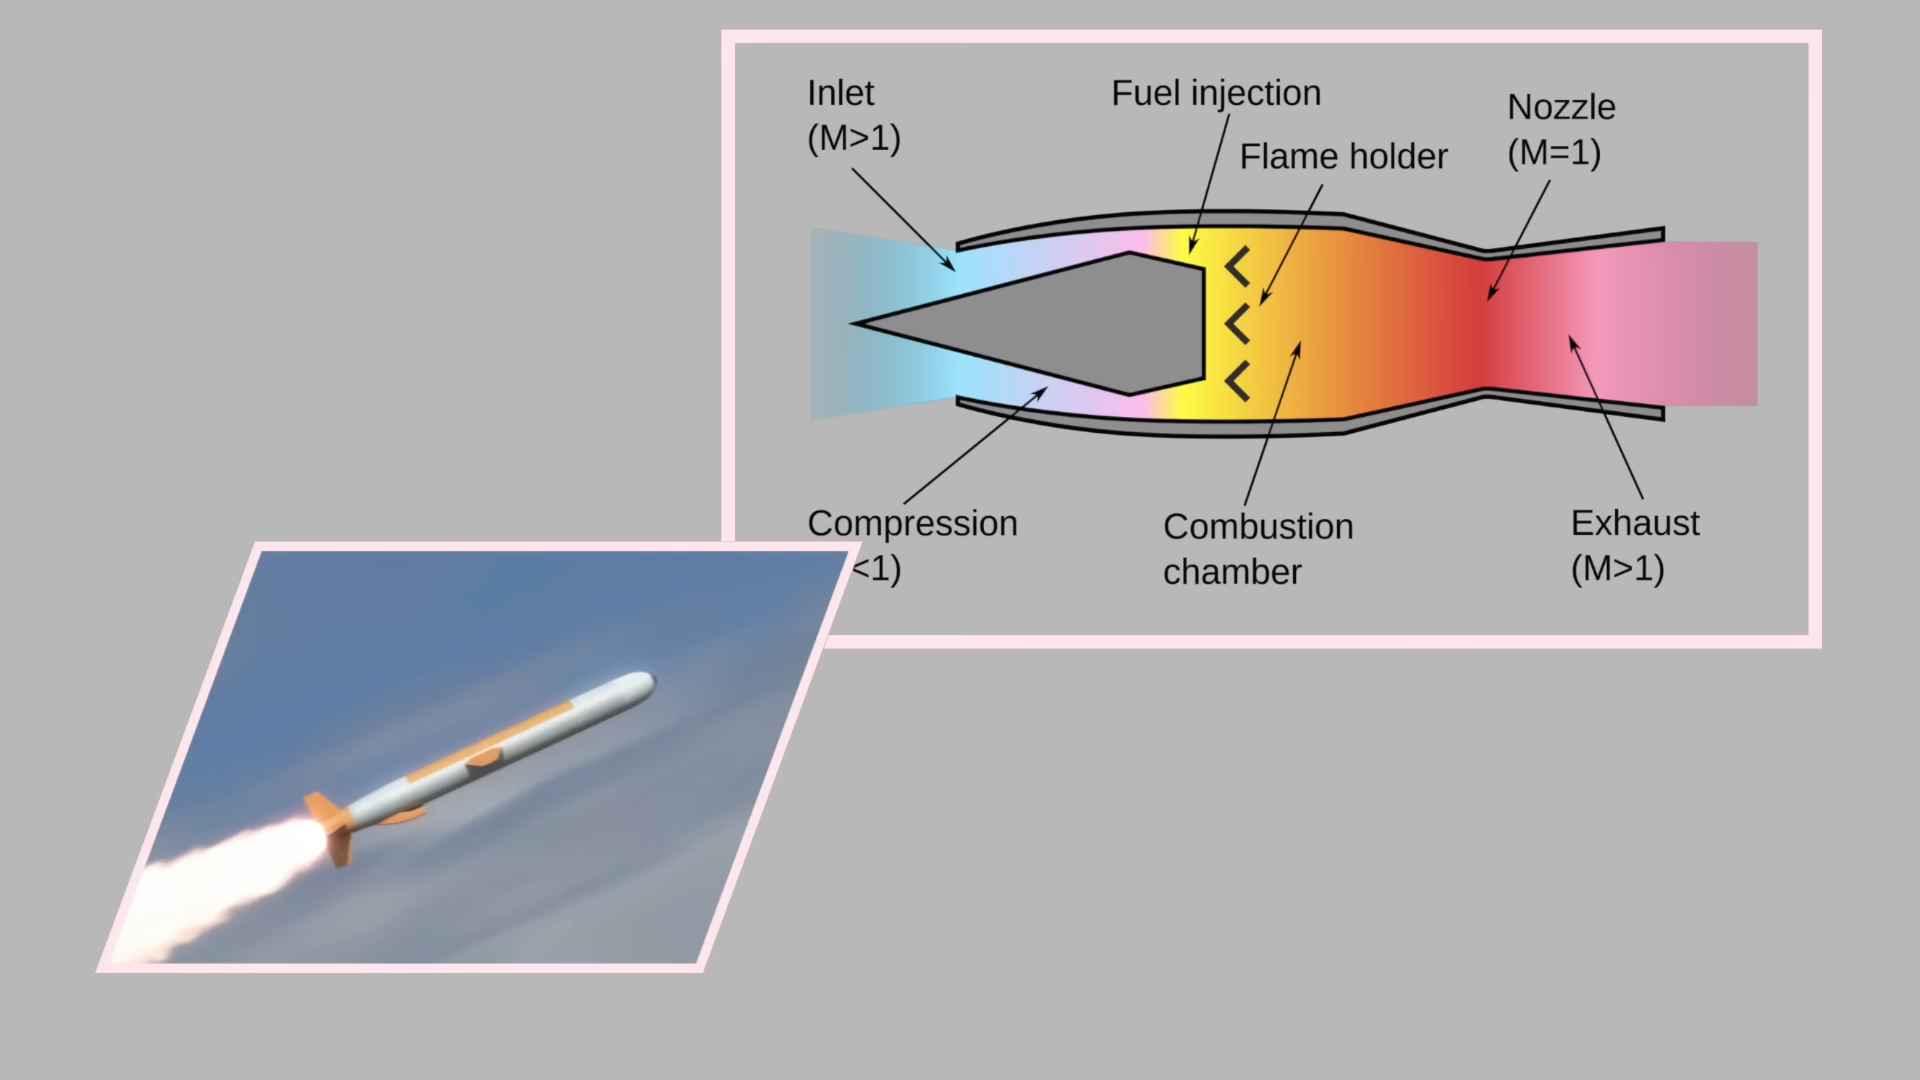 Inlet
(M>1)
Fuel injection
Flame holder
Nozzle
(M=1)
Compression
<1)
Combustion
chamber
Exhaust
(M>1)